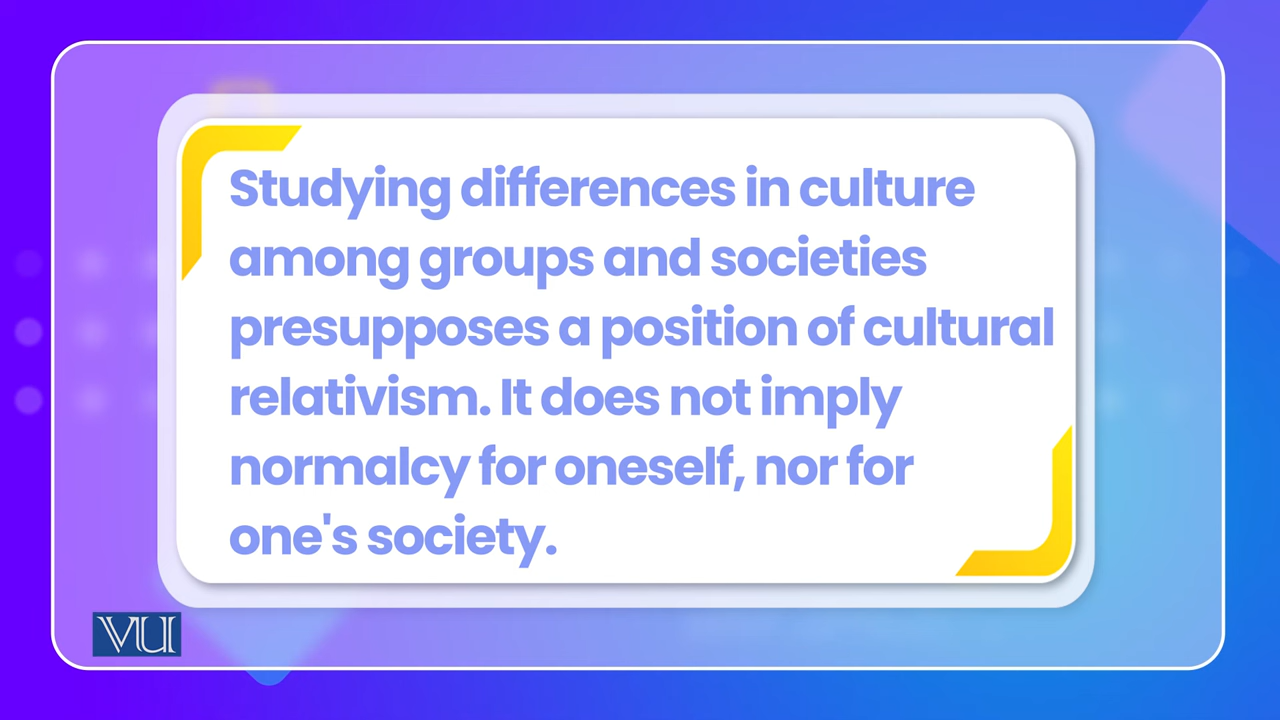 Studying differences in culture
among groups and societies
presupposes a position of cultural
relativism. It does not imply
normalcy for oneself, nor for
one's society.
VU